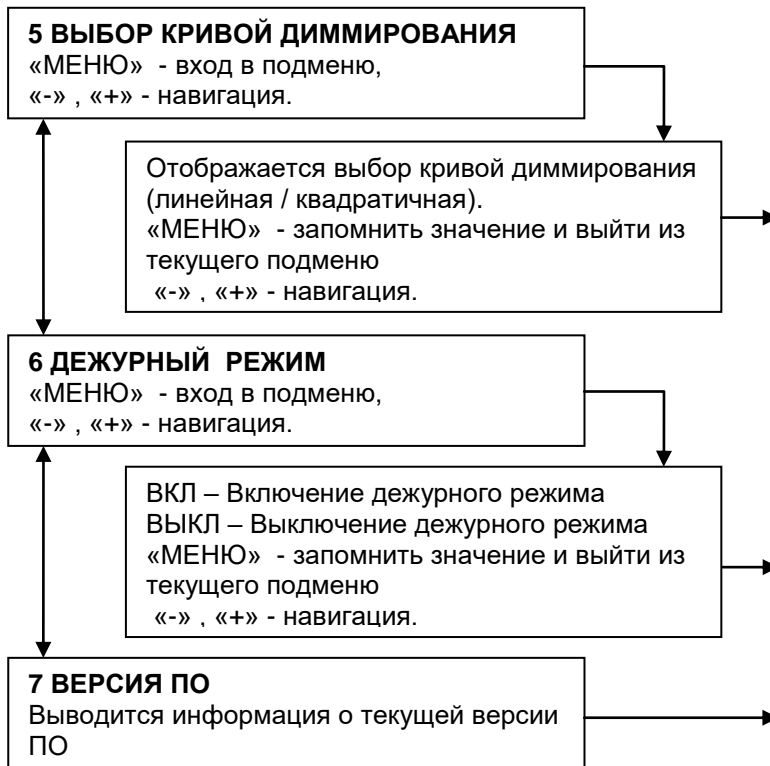 5 ВЫБОР КРИВОЙ ДИММИРОВАНИЯ
«МЕНЮ» - вход в подменю,
«-» , «+» - навигация.
Отображается выбор кривой диммирования
(линейная / квадратичная).
«МЕНЮ» - запомнить значение и выйти из
текущего подменю
«-» , «+» - навигация.
6 ДЕЖУРНЫЙ РЕЖИМ
«МЕНЮ» - вход в подменю,
«-» , «+» - навигация.
ВКЛ – Включение дежурного режима
ВЫКЛ – Выключение дежурного режима
«МЕНЮ» - запомнить значение и выйти из
текущего подменю
«-» , «+» - навигация.
7 ВЕРСИЯ ПО
Выводится информация о текущей версии
ПО